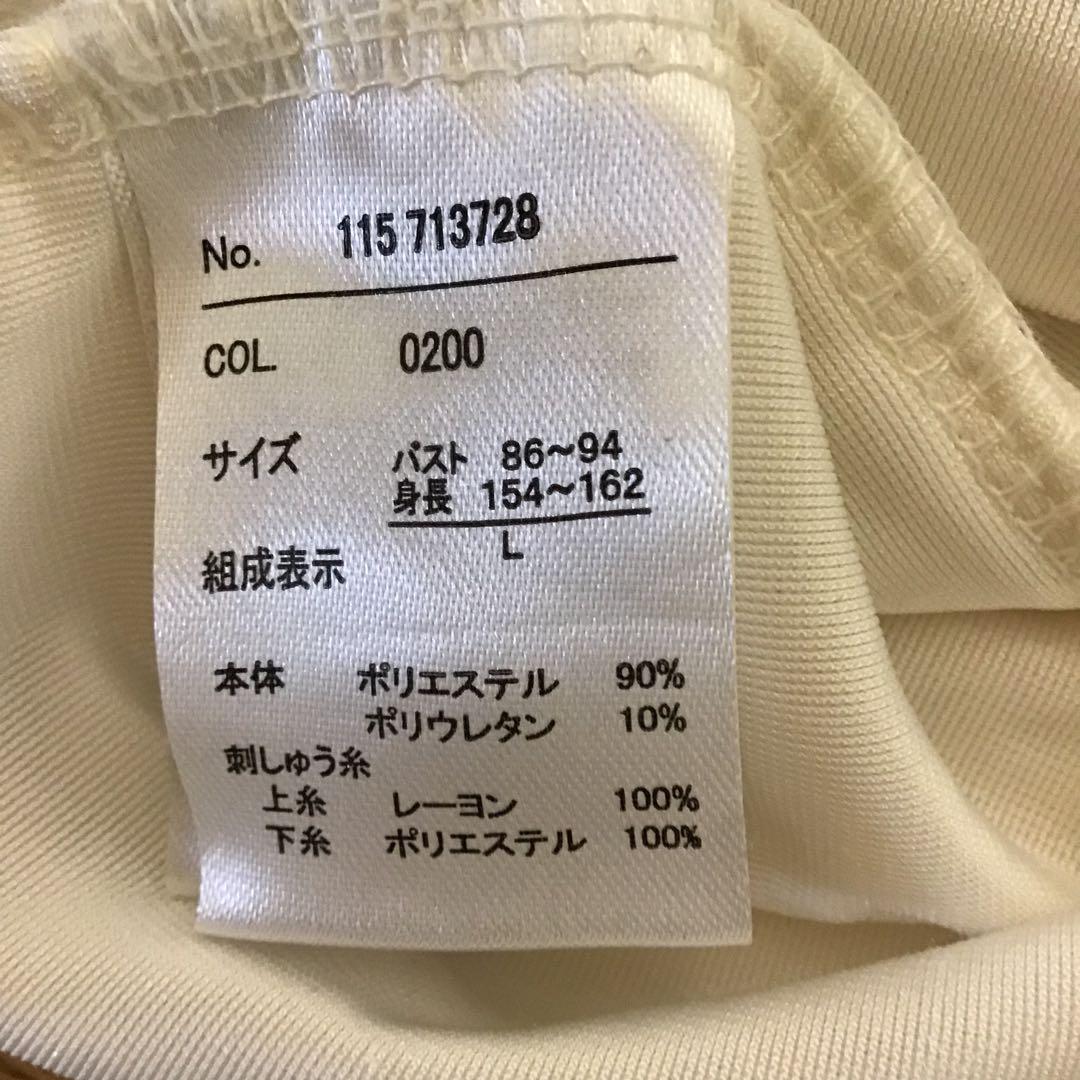 No. 115 713728
COL. 0200
サイズ バスト 86〜94
身長 154〜162
L
組成表示
本体 ポリエステル 90%
ポリウレタン 10%
刺しゅう糸
上糸 レーヨン 100%
下糸 ポリエステル 100%